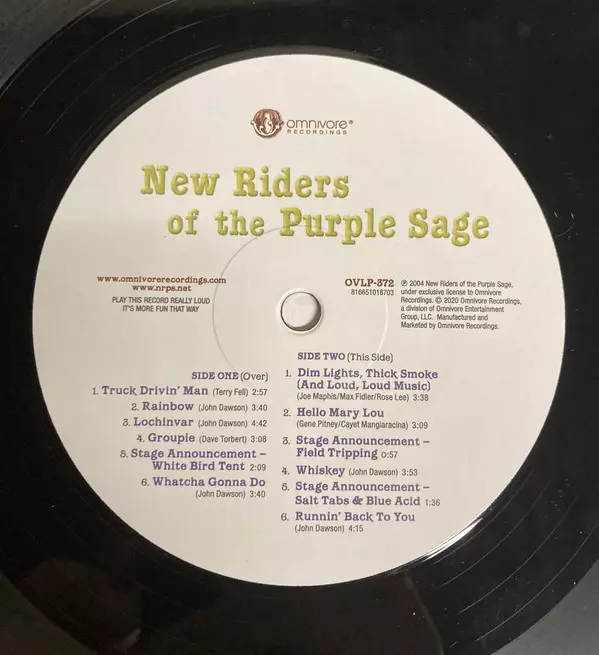 omnivore®
RECORDINGS
New Riders
of the Purple Sage
www.omnivorerecordings.com
www.nrps.net
PLAY THIS RECORD REALLY LOUD
IT'S MORE FUN THAT WAY
OVLP-372
816651018703
℗ 2004 New Riders of the Purple Sage,
under exclusive license to Omnivore
Recordings. © 2020 Omnivore Recordings,
a division of Omnivore Entertainment
Group, LLC. Manufactured and
Marketed by Omnivore Recordings.
SIDE ONE (Over)
1. Truck Drivin' Man (Terry Fell) 2:57
2. Rainbow (John Dawson) 3:40
3. Lochinvar (John Dawson) 4:42
4. Groupie (Dave Torbert) 3:08
5. Stage Announcement –
White Bird Tent 2:09
6. Whatcha Gonna Do
(John Dawson) 3:40
SIDE TWO (This Side)
1. Dim Lights, Thick Smoke
(And Loud, Loud Music)
(Joe Maphis/Max Fidler/Rose Lee) 3:38
2. Hello Mary Lou
(Gene Pitney/Cayet Mangiaracina) 3:09
3. Stage Announcement –
Field Tripping 0:57
4. Whiskey (John Dawson) 3:53
5. Stage Announcement –
Salt Tabs & Blue Acid 1:36
6. Runnin' Back To You
(John Dawson) 4:15